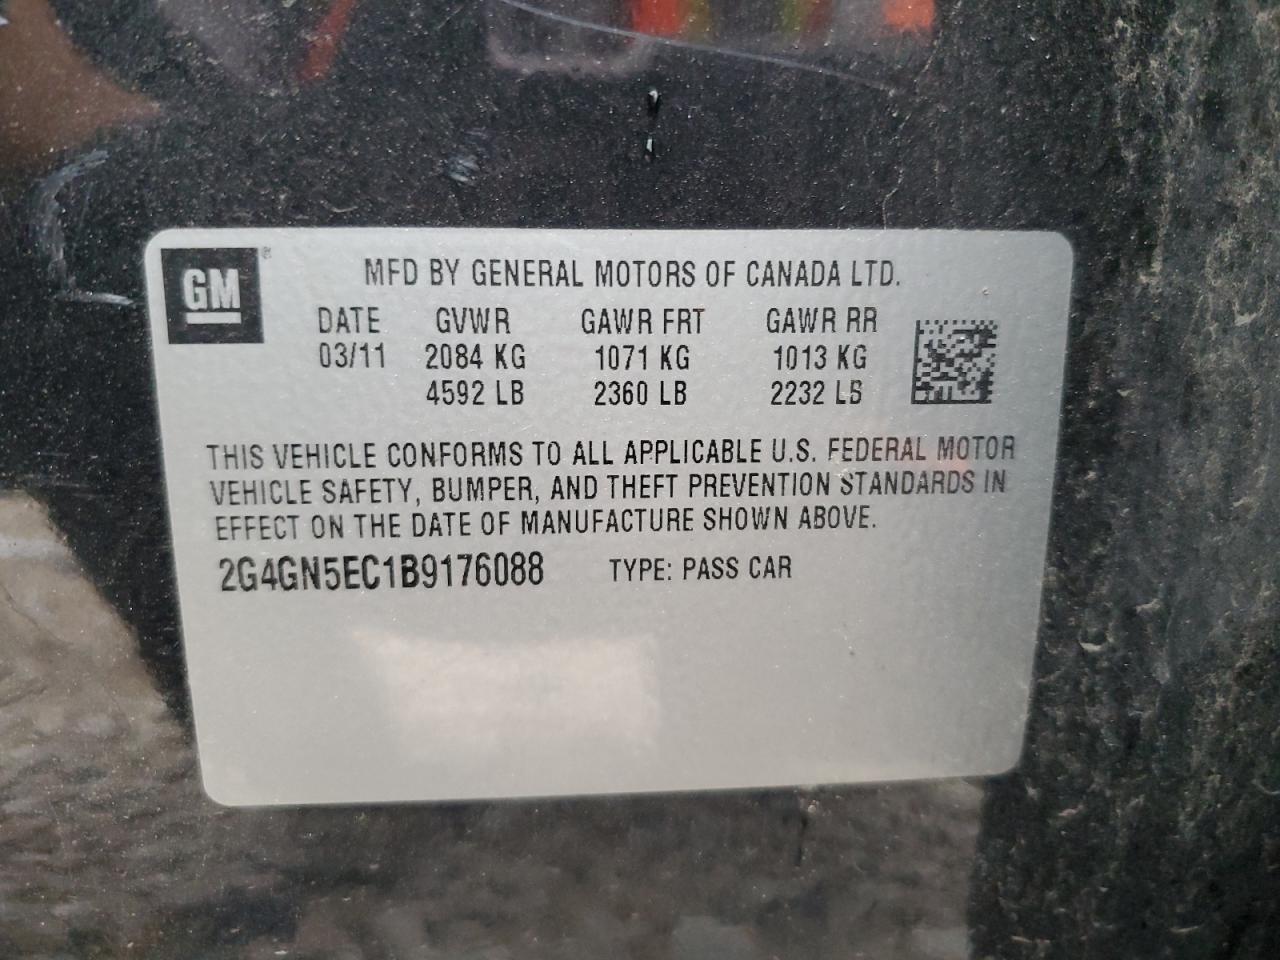 GM®
MFD BY GENERAL MOTORS OF CANADA LTD.
DATE GVWR GAWR FRT GAWR RR
03/11 2084 KG 1071 KG 1013 KG
4592 LB 2360 LB 2232 LB
THIS VEHICLE CONFORMS TO ALL APPLICABLE U.S. FEDERAL MOTOR
VEHICLE SAFETY, BUMPER, AND THEFT PREVENTION STANDARDS IN
EFFECT ON THE DATE OF MANUFACTURE SHOWN ABOVE.
2G4GN5EC1B9176088 TYPE: PASS CAR